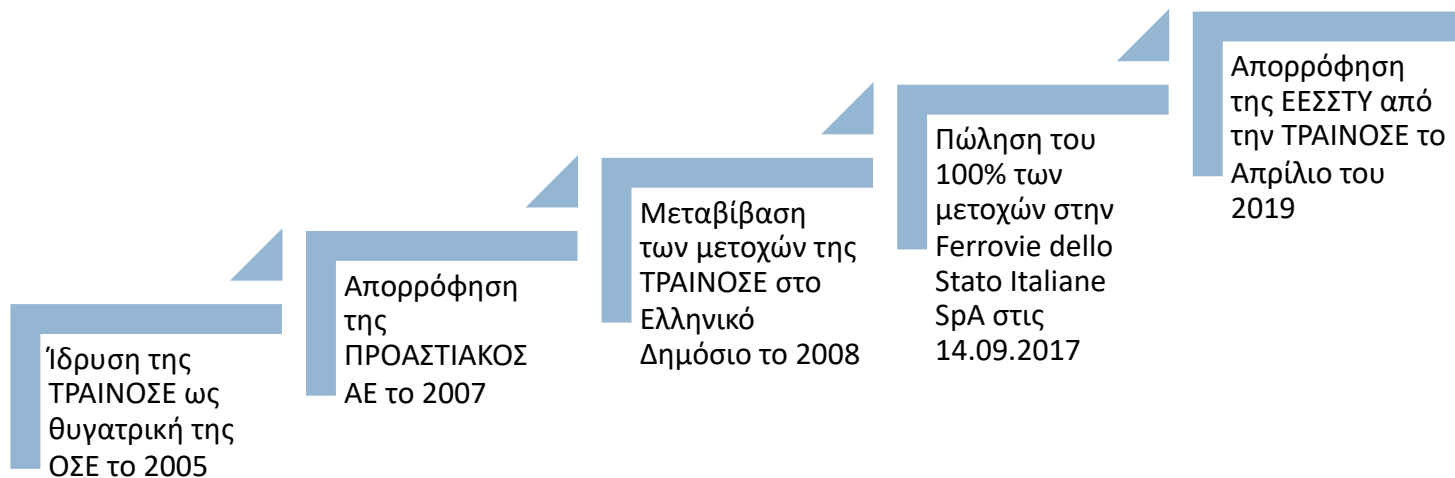 Ίδρυση της
ΤΡΑΙΝΟΣΕ ως
θυγατρική της
ΟΣΕ το 2005
Απορρόφηση
της
ΠΡΟΑΣΤΙΑΚΟΣ
ΑΕ το 2007
Μεταβίβαση
των μετοχών της
ΤΡΑΙΝΟΣΕ στο
Ελληνικό
Δημόσιο το 2008
Πώληση του
100% των
μετοχών στην
Ferrovie dello
Stato Italiane
SpA στις
14.09.2017
Απορρόφηση
της ΕΕΣΣΤΥ από
την ΤΡΑΙΝΟΣΕ το
Απρίλιο του
2019